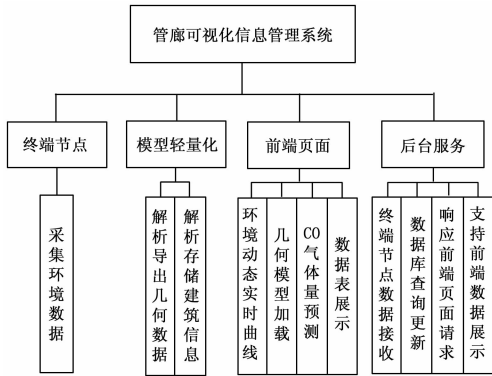 管廊可视化信息管理系统
终端节点
模型轻量化
前端页面
后台服务
采集环境数据
解析导出几何数据
解析存储建筑信息
环境动态实时曲线
几何模型加载
CO气体量预测
数据表展示
终端节点数据接收
数据库查询更新
响应前端页面请求
支持前端数据展示